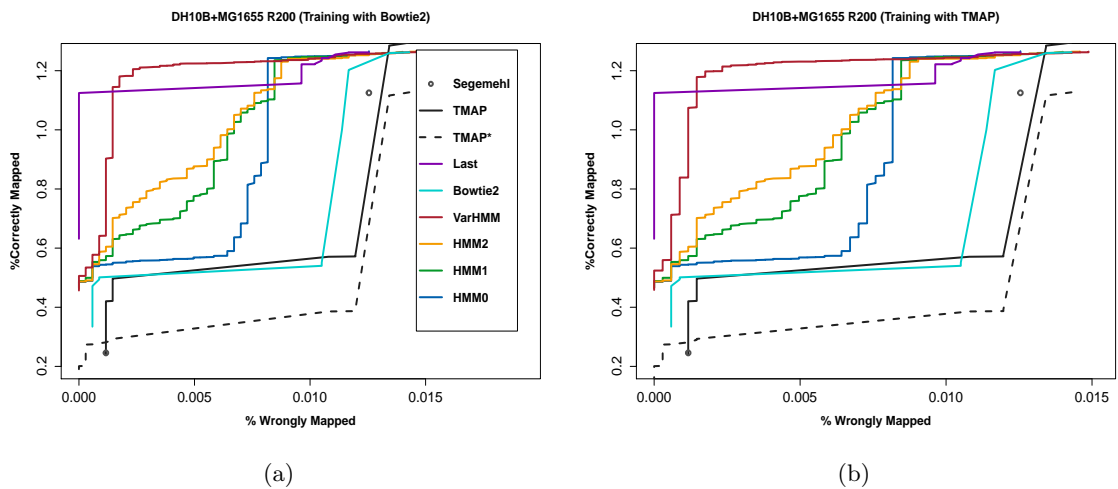 DH10B+MG1655 R200 (Training with Bowtie2)
%Correctly Mapped
1.2
1.0
0.8
0.6
0.4
0.2
Segemehl
TMAP
TMAP*
Last
Bowtie2
VarHMM
HMM2
HMM1
HMM0
0.000
0.005
0.010
0.015
% Wrongly Mapped
(a)
DH10B+MG1655 R200 (Training with TMAP)
%Correctly Mapped
1.2
1.0
0.8
0.6
0.4
0.2
0.000
0.005
0.010
0.015
% Wrongly Mapped
(b)